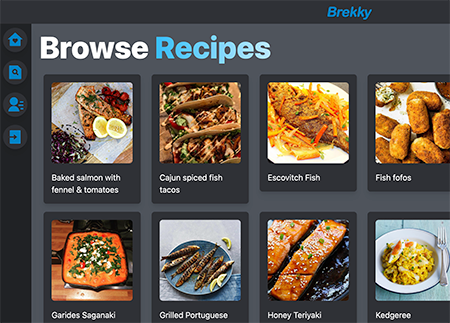 Brekky
Browse Recipes
Baked salmon with
fennel & tomatoes
Cajun spiced fish
tacos
Escovitch Fish
Fish fofos
Garides Saganaki
Grilled Portuguese
Honey Teriyaki
Kedgeree